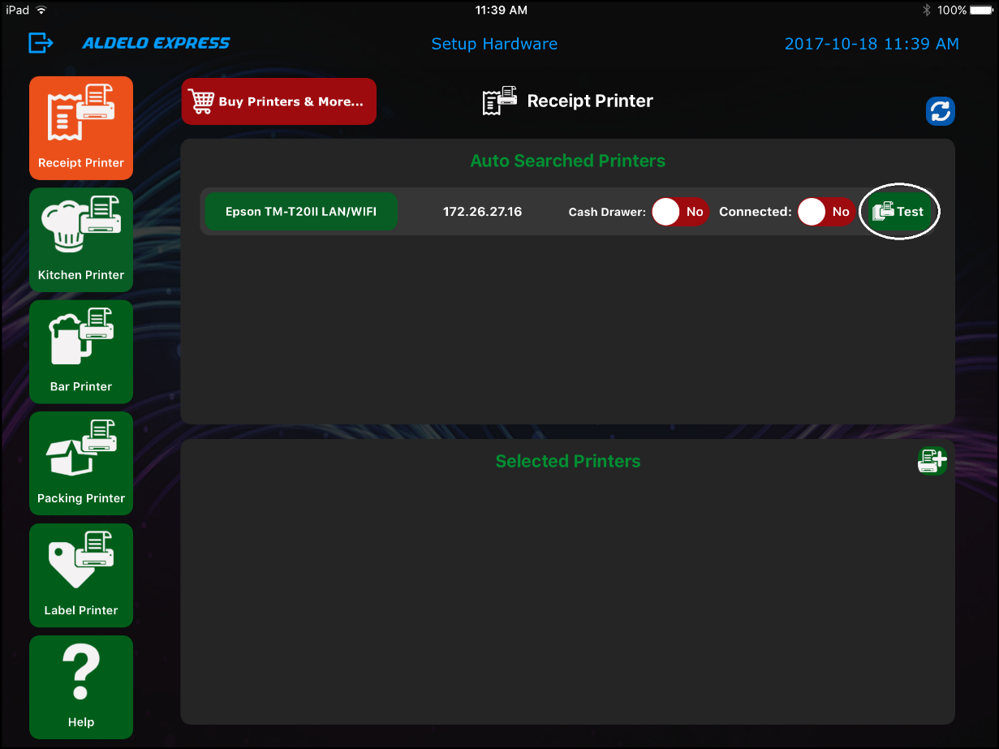 iPad
11:39 AM
100%
ALDELO EXPRESS
Setup Hardware
2017-10-18 11:39 AM
Receipt Printer
Kitchen Printer
Bar Printer
Packing Printer
Label Printer
Help
Buy Printers & More...
Receipt Printer
Auto Searched Printers
Epson TM-T20II LAN/WIFI
172.26.27.16
Cash Drawer:
No
Connected:
No
Test
Selected Printers